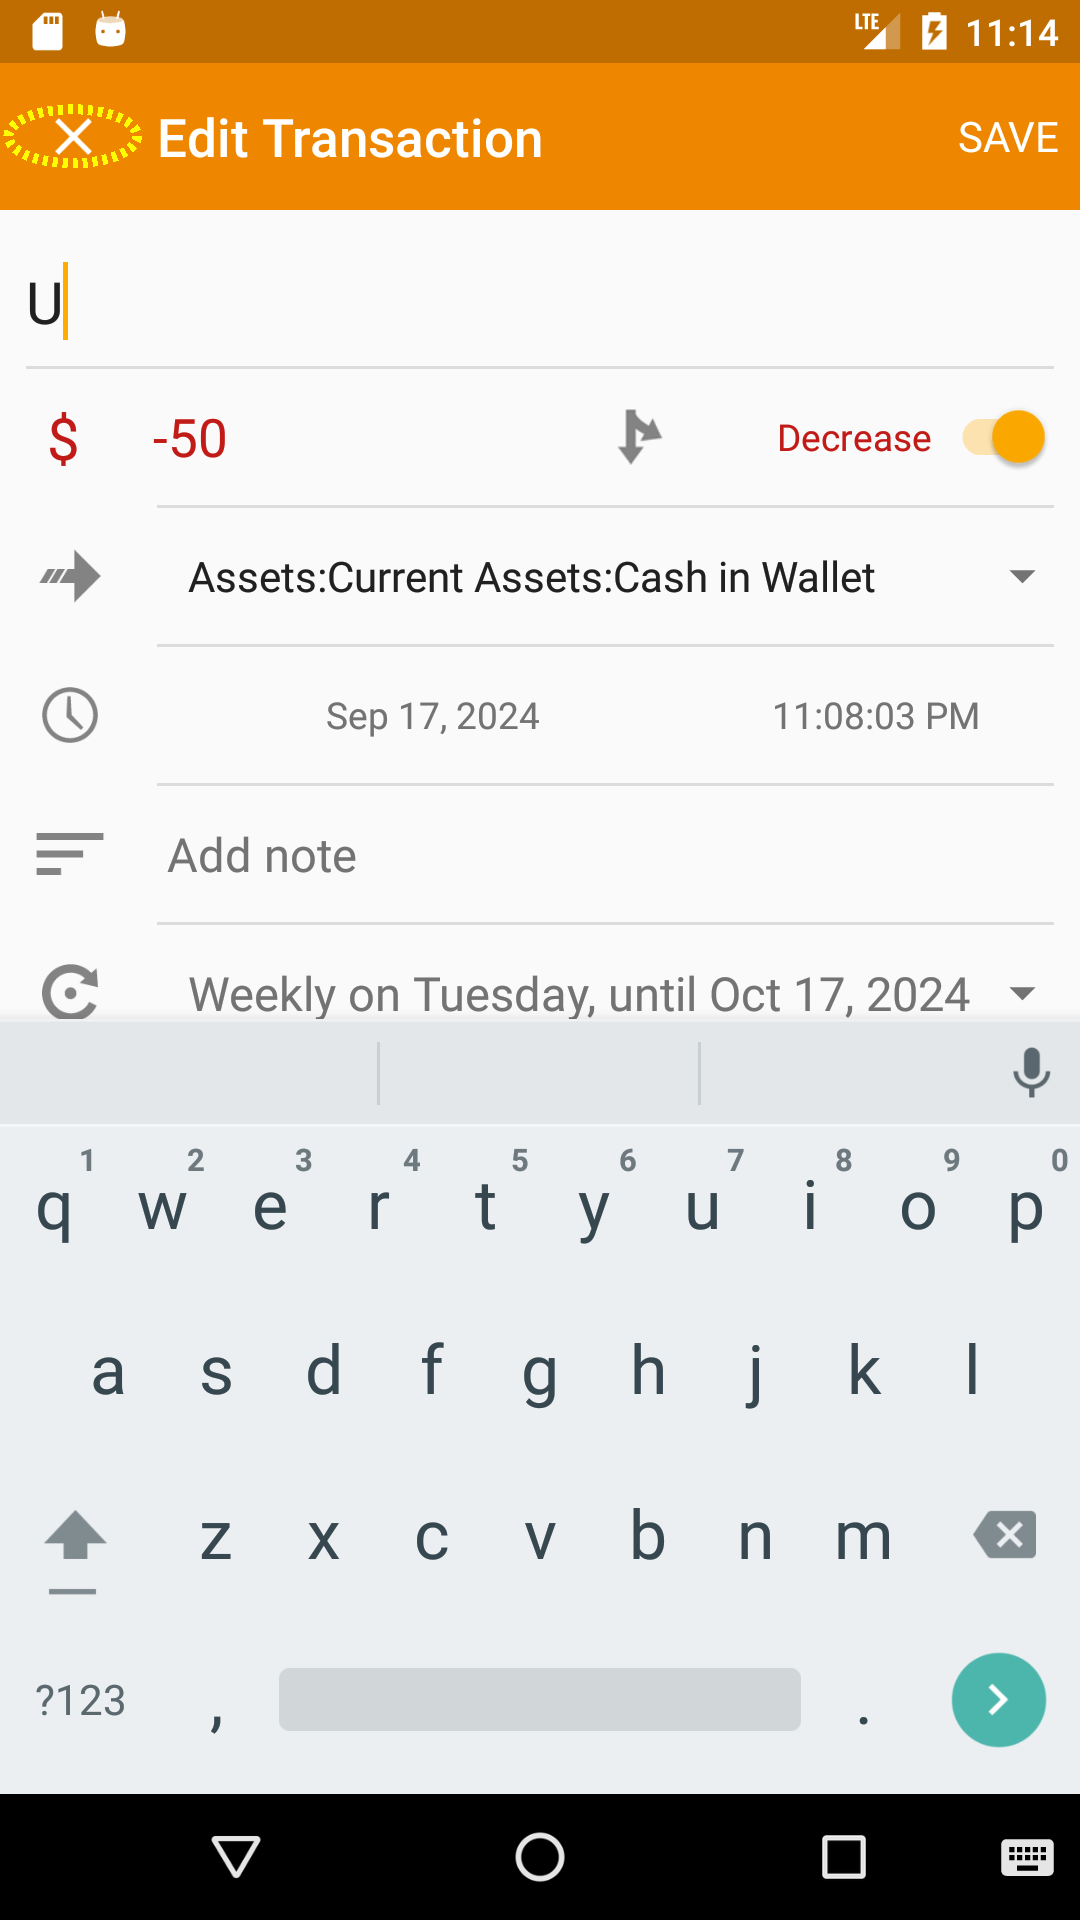 LTE 11:14
Edit Transaction SAVE
U
$ -50 Decrease
Assets:Current Assets:Cash in Wallet
Sep 17, 2024 11:08:03 PM
Add note
Weekly on Tuesday, until Oct 17, 2024
1 2 3 4 5 6 7 8 9 0
q w e r t y u i o p
a s d f g h j k l
z x c v b n m
?123 , .